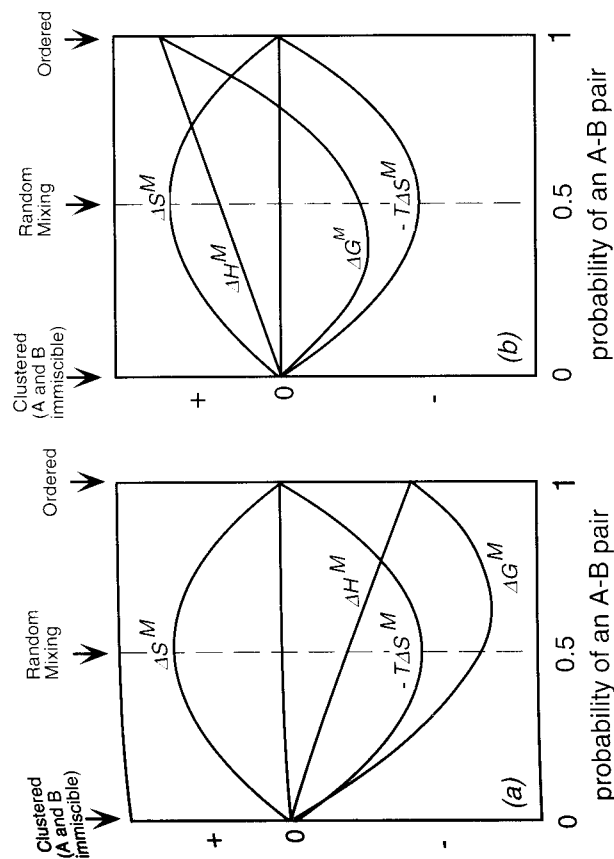 Clustered
(A and B
immiscible)
Random
Mixing
Ordered
+
0
-
ΔS^M
ΔH^M
- TΔS^M
ΔG^M
(a)
0
0.5
1
probability of an A-B pair
Clustered
(A and B
immiscible)
Random
Mixing
Ordered
+
0
-
ΔS^M
ΔH^M
ΔG^M
- TΔS^M
(b)
0
0.5
1
probability of an A-B pair